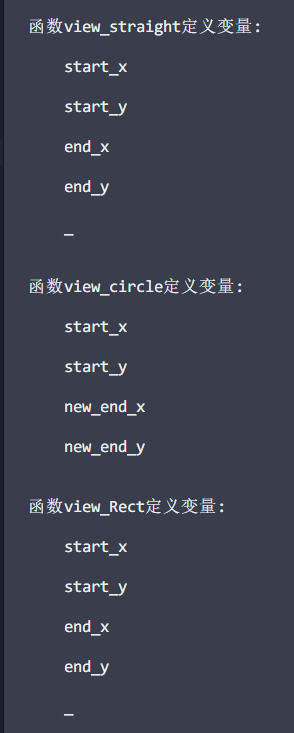 函数view_straight定义变量:
start_x
start_y
end_x
end_y
_
函数view_circle定义变量:
start_x
start_y
new_end_x
new_end_y
函数view_Rect定义变量:
start_x
start_y
end_x
end_y
_